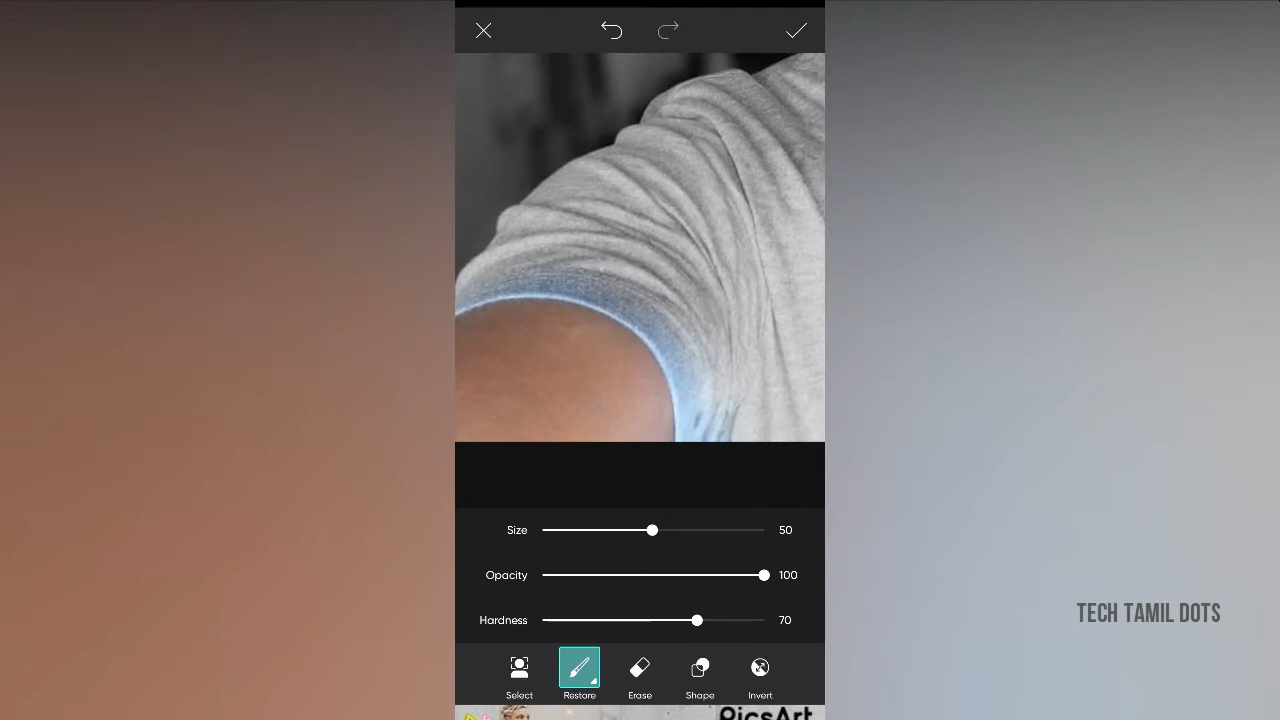 Size 50
Opacity 100
Hardness 70
Select Restore Erase Shape Invert
PicsArt
TECH TAMIL DOTS